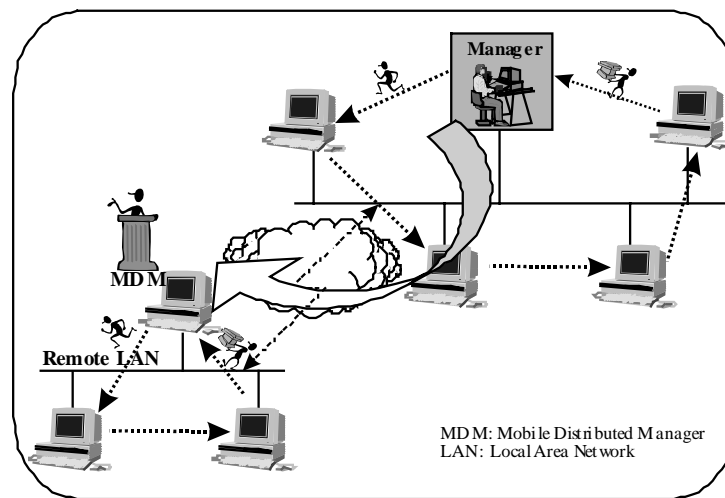 Manager
MDM
Remote LAN
MDM: Mobile Distributed Manager
LAN: Local Area Network